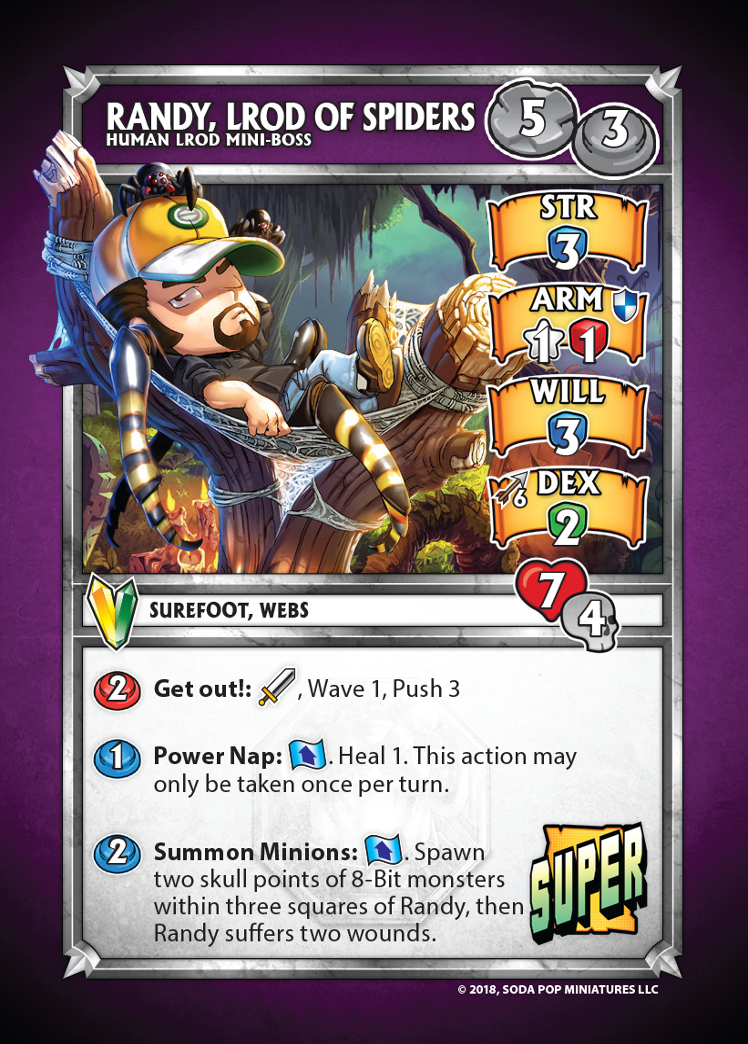 RANDY, LROD OF SPIDERS
HUMAN LROD MINI-BOSS
5
3
STR
3
ARM
1 1
WILL
3
6 DEX
2
7
4
SUREFOOT, WEBS
2 Get out!: , Wave 1, Push 3
1 Power Nap: . Heal 1. This action may
only be taken once per turn.
2 Summon Minions: . Spawn
two skull points of 8-Bit monsters
within three squares of Randy, then
Randy suffers two wounds.
SUPER
© 2018, SODA POP MINIATURES LLC